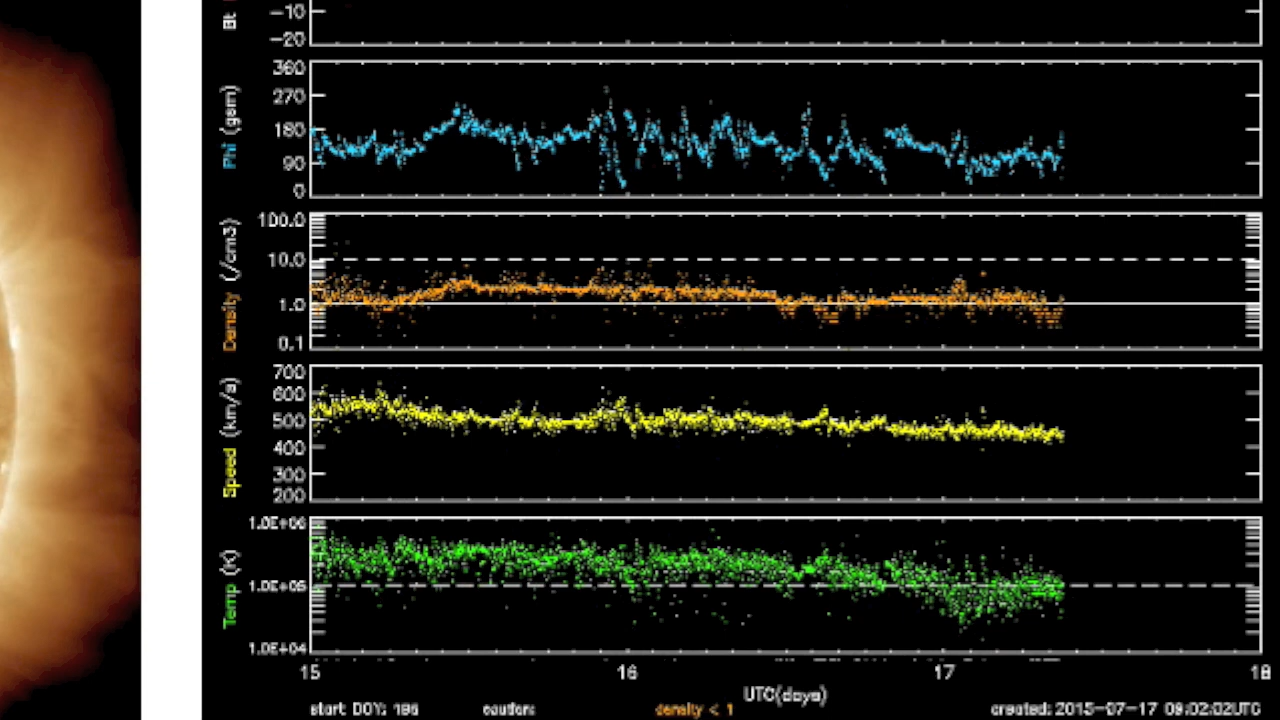 Bt
-10
-20
Phi (gsm)
360
270
180
90
0
Density (/cm3)
100.0
10.0
1.0
0.1
Speed (km/s)
700
600
500
400
300
200
Temp (K)
1.0E+06
1.0E+05
1.0E+04
15 16 17 18
UTC(days)
start: DOY: 196 caution: density < 1 created: 2015-07-17 09:02:02UTC